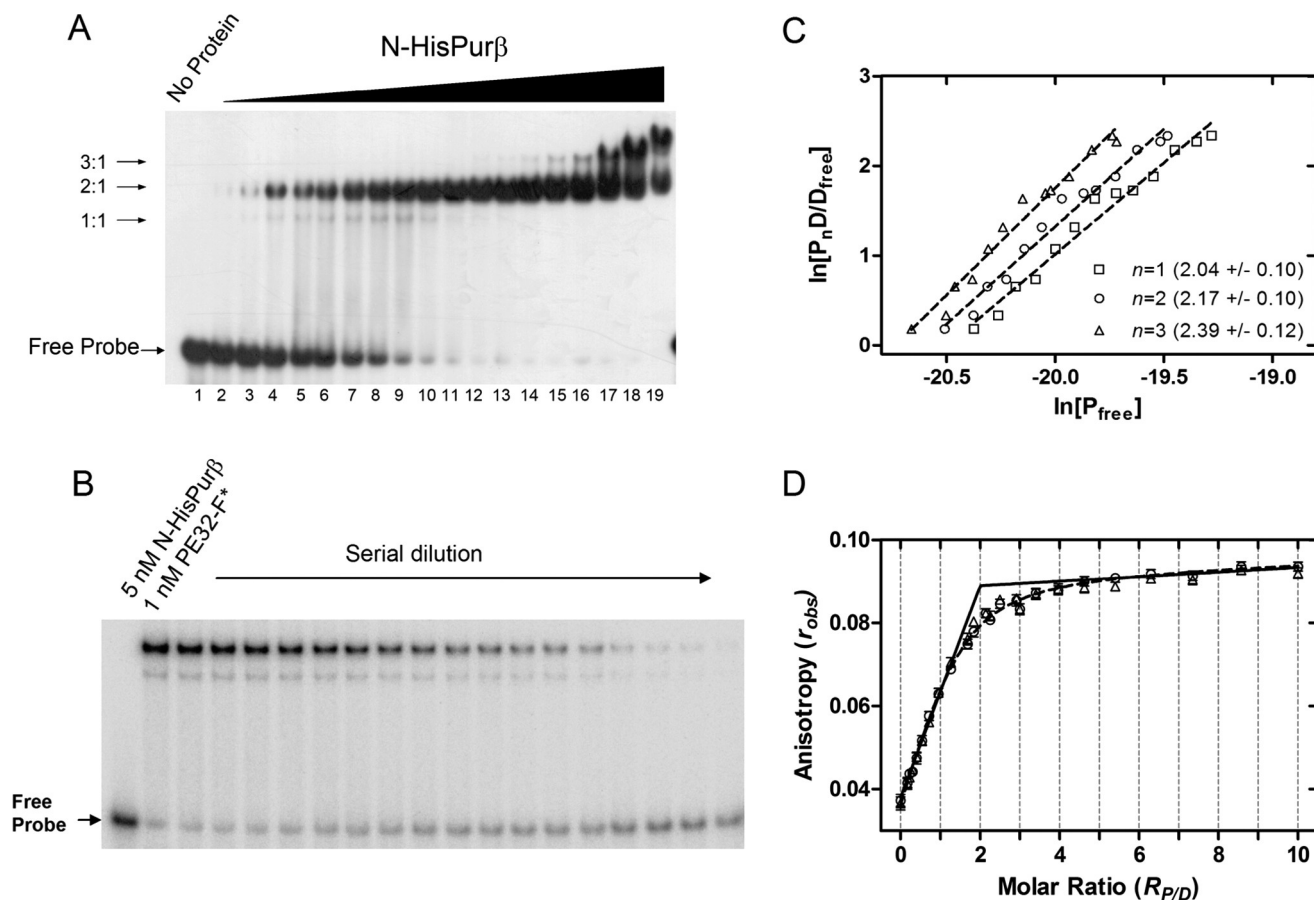 A
No Protein
N-HisPurβ
3:1
2:1
1:1
Free Probe
1 2 3 4 5 6 7 8 9 10 11 12 13 14 15 16 17 18 19
B
5 nM N-HisPurβ
1 nM PE32-F*
Serial dilution
Free
Probe
C
ln[PnD/Dfree]
3
2
1
0
n=1 (2.04 +/- 0.10)
n=2 (2.17 +/- 0.10)
n=3 (2.39 +/- 0.12)
-20.5 -20.0 -19.5 -19.0
ln[Pfree]
D
Anisotropy (robs)
0.10
0.08
0.06
0.04
0 2 4 6 8 10
Molar Ratio (RP/D)